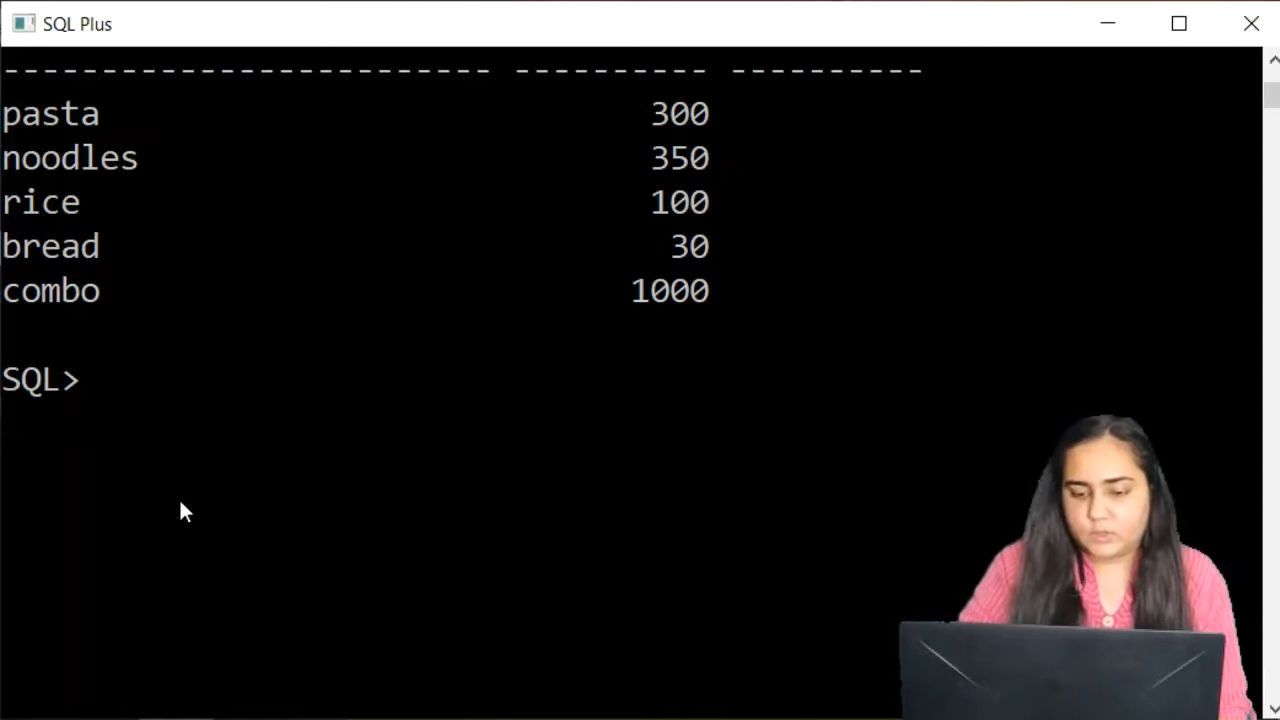 SQL Plus
------------------------- ---------- ----------
pasta 300
noodles 350
rice 100
bread 30
combo 1000
SQL>